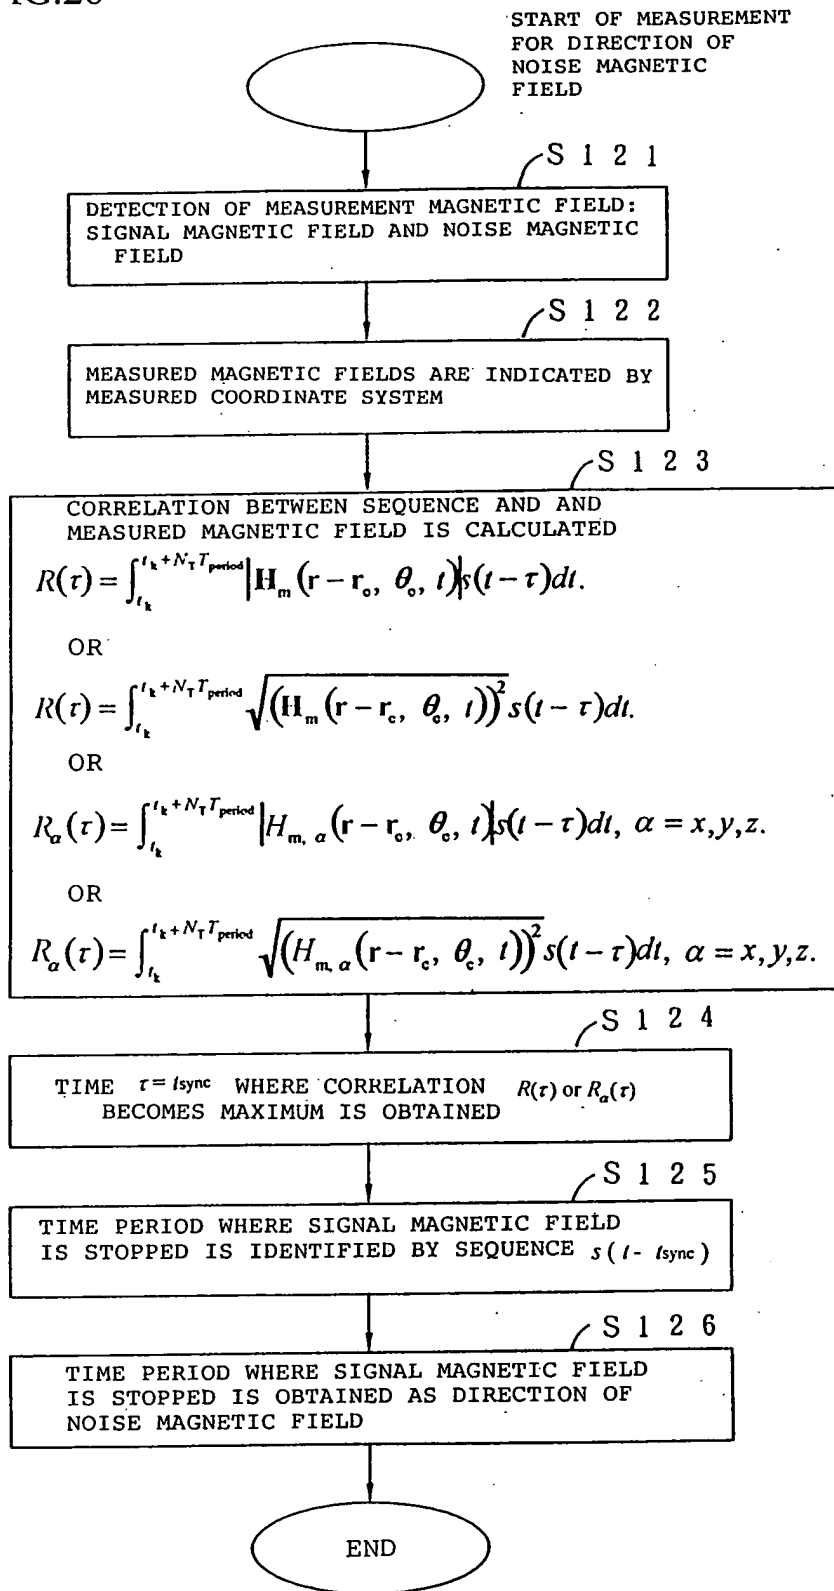 IG.20
START OF MEASUREMENT
FOR DIRECTION OF
NOISE MAGNETIC
FIELD
S 1 2 1
DETECTION OF MEASUREMENT MAGNETIC FIELD:
SIGNAL MAGNETIC FIELD AND NOISE MAGNETIC
FIELD
S 1 2 2
MEASURED MAGNETIC FIELDS ARE INDICATED BY
MEASURED COORDINATE SYSTEM
S 1 2 3
CORRELATION BETWEEN SEQUENCE AND AND
MEASURED MAGNETIC FIELD IS CALCULATED
R(τ) = ∫_{t_k}^{t_k + N_T T_period} |H_m (r − r_c, θ_c, t)| s(t − τ)dt.
OR
R(τ) = ∫_{t_k}^{t_k + N_T T_period} √((H_m (r − r_c, θ_c, t))²) s(t − τ)dt.
OR
R_α(τ) = ∫_{t_k}^{t_k + N_T T_period} |H_{m, α} (r − r_c, θ_c, t)| s(t − τ)dt, α = x,y,z.
OR
R_α(τ) = ∫_{t_k}^{t_k + N_T T_period} √((H_{m, α} (r − r_c, θ_c, t))²) s(t − τ)dt, α = x,y,z.
S 1 2 4
TIME τ = t_sync WHERE CORRELATION R(τ) or R_α(τ)
BECOMES MAXIMUM IS OBTAINED
S 1 2 5
TIME PERIOD WHERE SIGNAL MAGNETIC FIELD
IS STOPPED IS IDENTIFIED BY SEQUENCE s(t - t_sync)
S 1 2 6
TIME PERIOD WHERE SIGNAL MAGNETIC FIELD
IS STOPPED IS OBTAINED AS DIRECTION OF
NOISE MAGNETIC FIELD
END